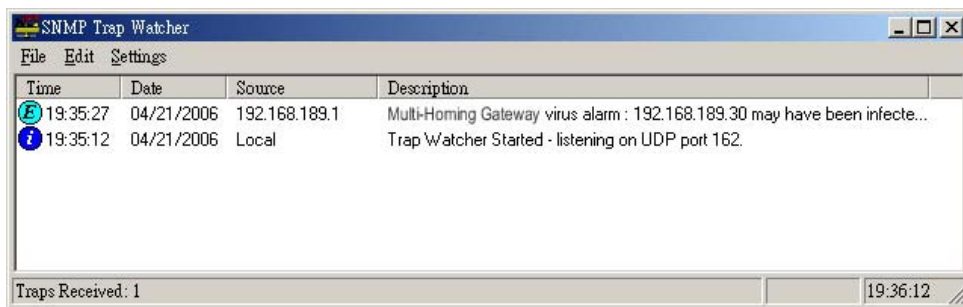 SNMP Trap Watcher
File Edit Settings
Time Date Source Description
E 19:35:27 04/21/2006 192.168.189.1 Multi-Homing Gateway virus alarm : 192.168.189.30 may have been infecte...
i 19:35:12 04/21/2006 Local Trap Watcher Started - listening on UDP port 162.
Traps Received: 1 19:36:12